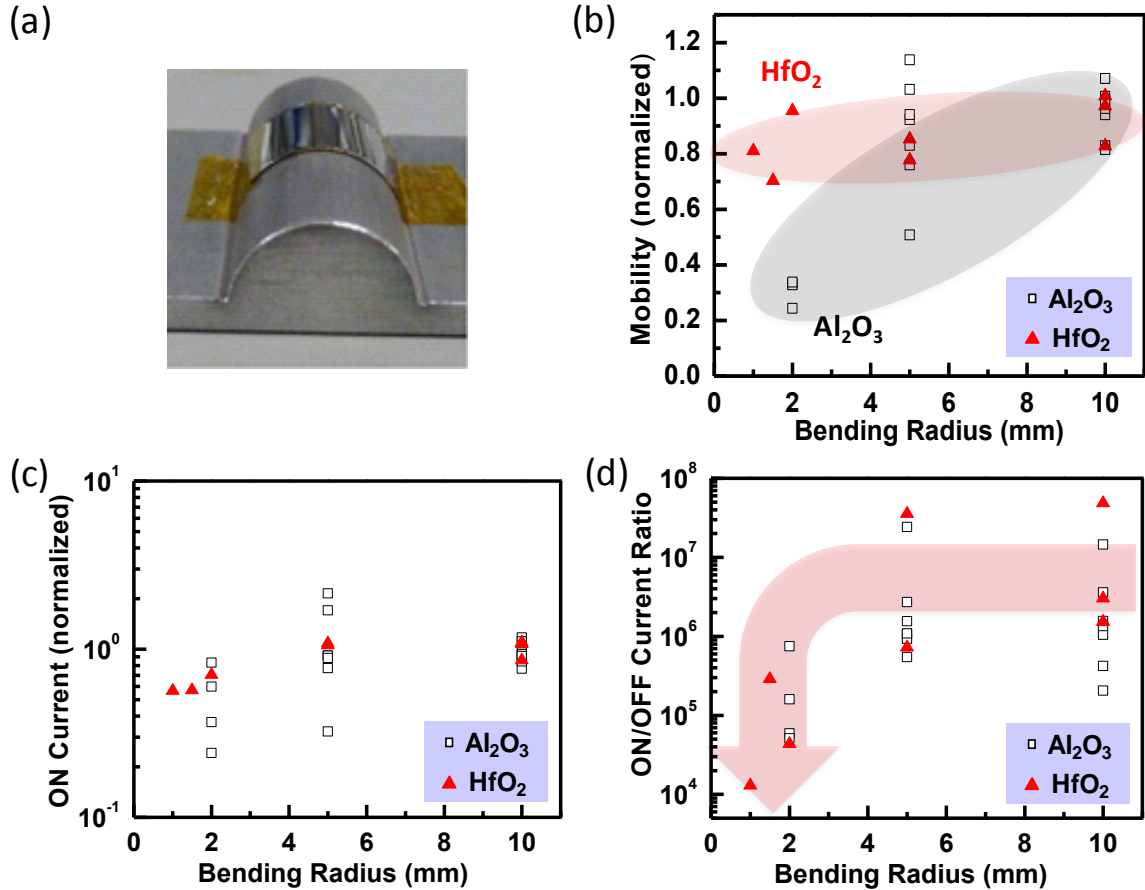 (a)
(b)
Mobility (normalized)
1.2
1.0
0.8
0.6
0.4
0.2
0.0
HfO₂
Al₂O₃
Al₂O₃
HfO₂
0 2 4 6 8 10
Bending Radius (mm)
(c)
ON Current (normalized)
10¹
10⁰
10⁻¹
Al₂O₃
HfO₂
0 2 4 6 8 10
Bending Radius (mm)
(d)
ON/OFF Current Ratio
10⁸
10⁷
10⁶
10⁵
10⁴
Al₂O₃
HfO₂
0 2 4 6 8 10
Bending Radius (mm)